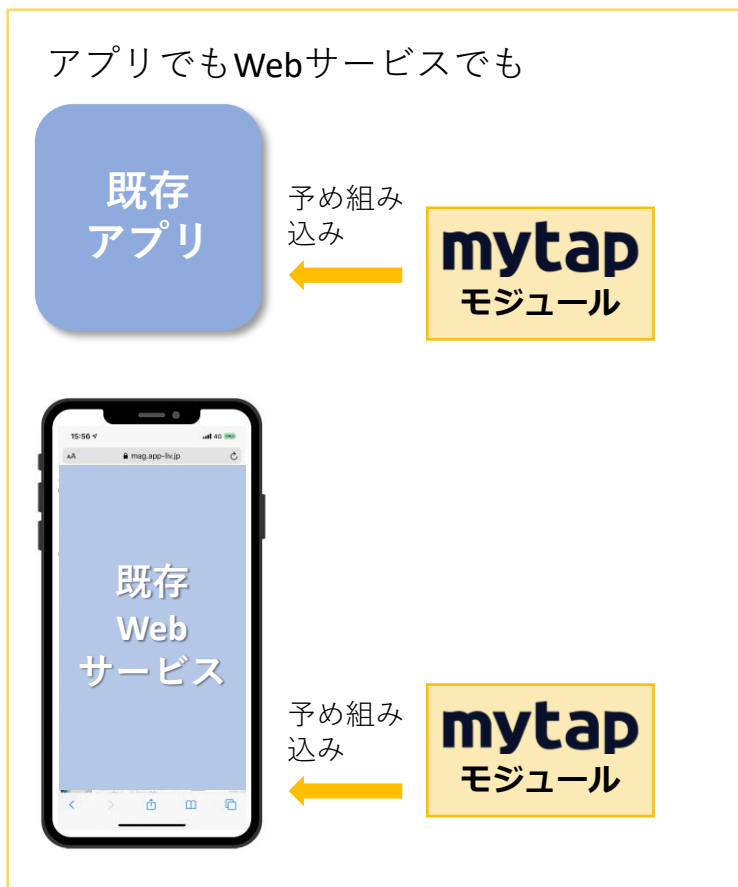 アプリでもWebサービスでも
既存
アプリ
予め組み
込み
mytap
モジュール
15:56
4G
AA
mag.app-liv.jp
既存
Web
サービス
予め組み
込み
mytap
モジュール